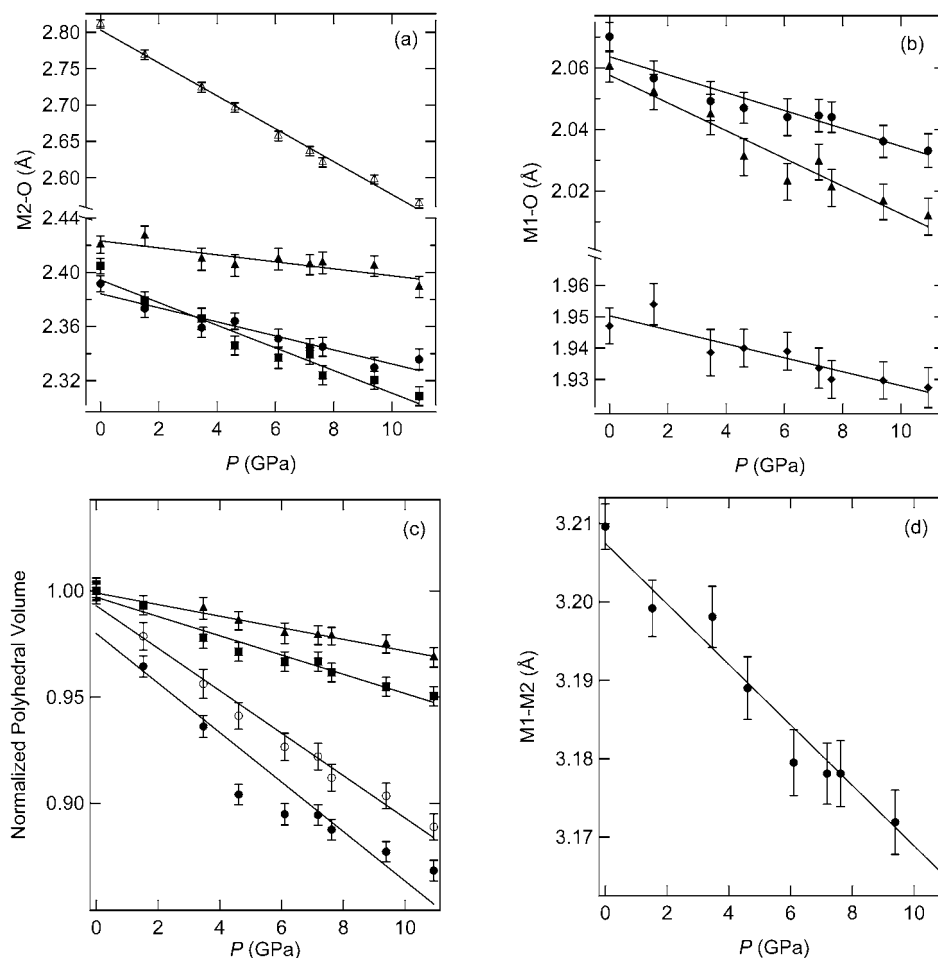 (a)
M2-O (Å)
2.80
2.75
2.70
2.65
2.60
2.44
2.40
2.36
2.32
0 2 4 6 8 10
P (GPa)
(b)
M1-O (Å)
2.06
2.04
2.02
1.96
1.95
1.94
1.93
0 2 4 6 8 10
P (GPa)
(c)
Normalized Polyhedral Volume
1.00
0.95
0.90
0 2 4 6 8 10
P (GPa)
(d)
M1-M2 (Å)
3.21
3.20
3.19
3.18
3.17
0 2 4 6 8 10
P (GPa)